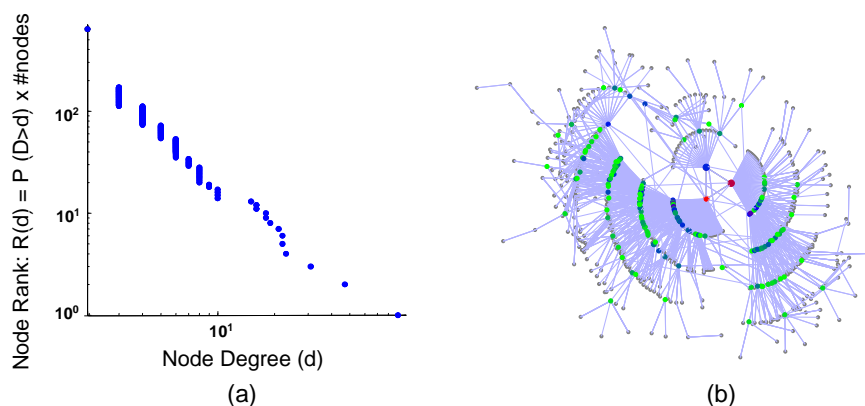 Node Rank: R(d) = P (D>d) x #nodes
10²
10¹
10⁰
10¹
Node Degree (d)
(a)
(b)